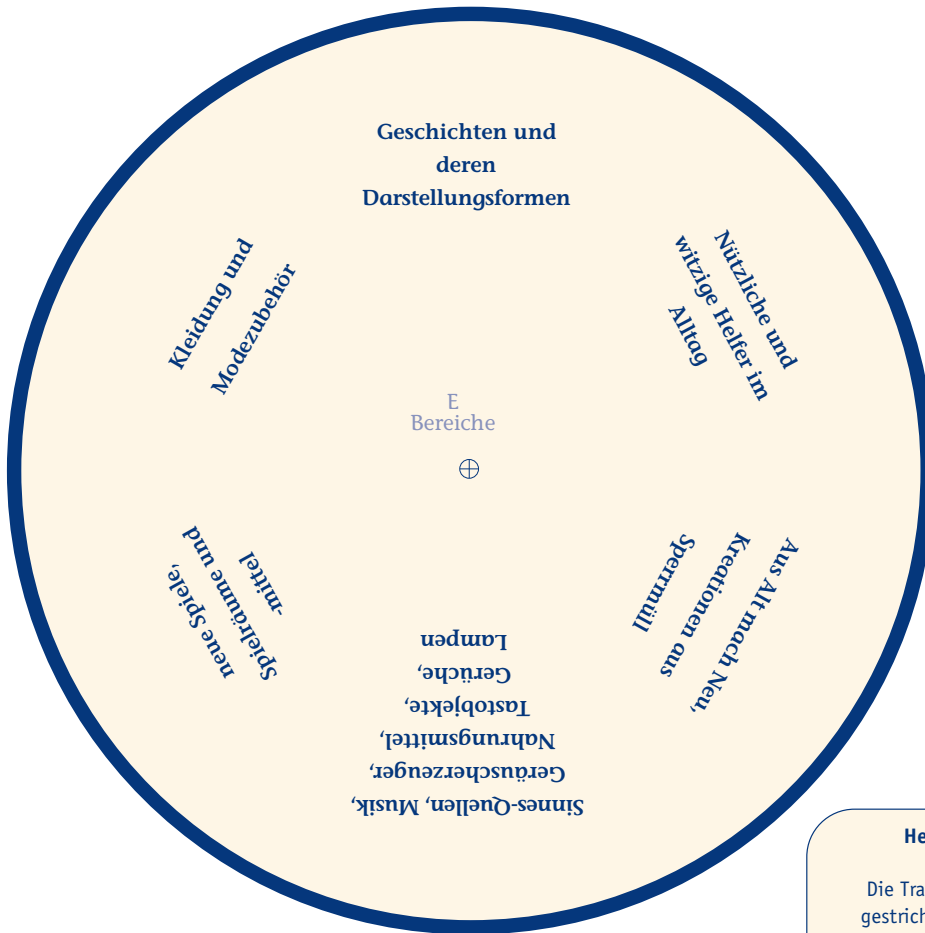 Geschichten und
deren
Darstellungsformen
Nützliche und
witzige Helfer im
Alltag
Aus Alt mach Neu,
Kreationen aus
Sperrmüll
Sinnes-Quellen, Musik,
Geräuscherzeuger,
Nahrungsmittel,
Tastobjekte,
Gerüche,
Lampen
neue Spiele,
Spielräume und
-mittel
Kleidung und
Modezubehör
E
Bereiche
He
Die Tra
gestrich